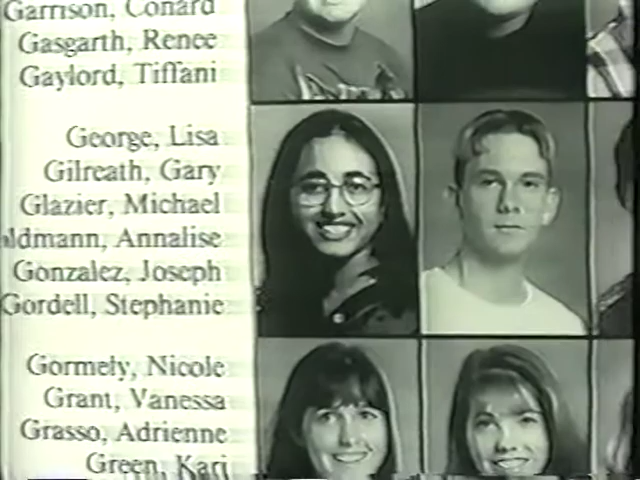 Garrison, Conard
Gasgarth, Renee
Gaylord, Tiffani
George, Lisa
Gilreath, Gary
Glazier, Michael
Annalise
Gonzalez, Joseph
Gordell, Stephanie
Gormely, Nicole
Grant, Vanessa
Grasso, Adrienne
Green, Kari